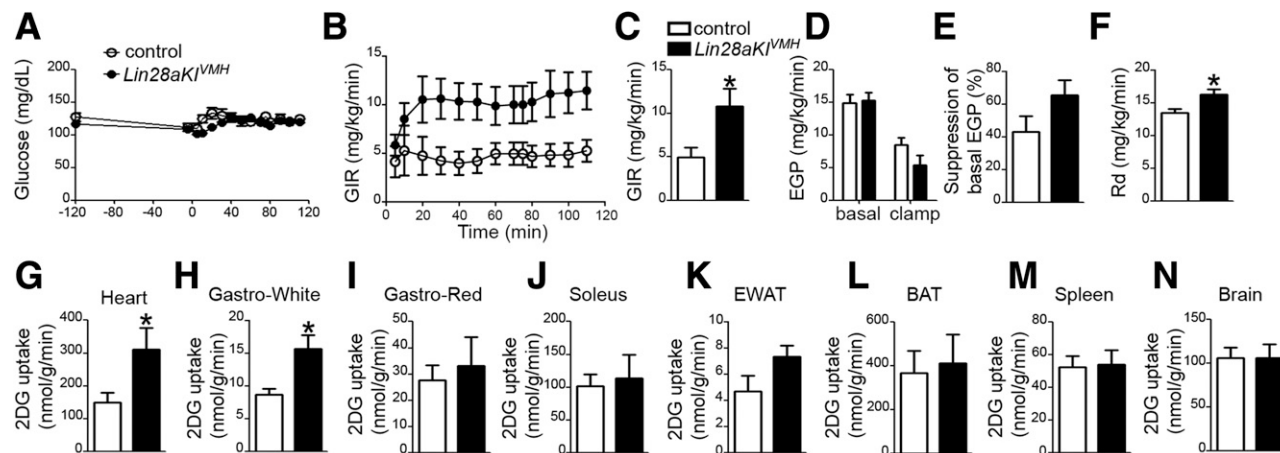 A
control
Lin28aKI^VMH
Glucose (mg/dL)
200
150
100
50
0
-120
-80
-40
0
40
80
120
B
GIR (mg/kg/min)
15
10
5
0
0
20
40
60
80
100
120
Time (min)
C
control
Lin28aKI^VMH
GIR (mg/kg/min)
15
10
5
0
*
D
EGP (mg/kg/min)
20
15
10
5
0
basal
clamp
E
Suppression of
basal EGP (%)
80
60
40
20
0
F
Rd (mg/kg/min)
20
15
10
5
0
*
G
Heart
2DG uptake
(nmol/g/min)
400
300
200
100
0
*
H
Gastro-White
2DG uptake
(nmol/g/min)
20
15
10
5
0
*
I
Gastro-Red
2DG uptake
(nmol/g/min)
50
40
30
20
10
0
J
Soleus
2DG uptake
(nmol/g/min)
200
150
100
50
0
K
EWAT
2DG uptake
(nmol/g/min)
8
6
4
2
0
L
BAT
2DG uptake
(nmol/g/min)
600
400
200
0
M
Spleen
2DG uptake
(nmol/g/min)
80
60
40
20
0
N
Brain
2DG uptake
(nmol/g/min)
150
100
50
0